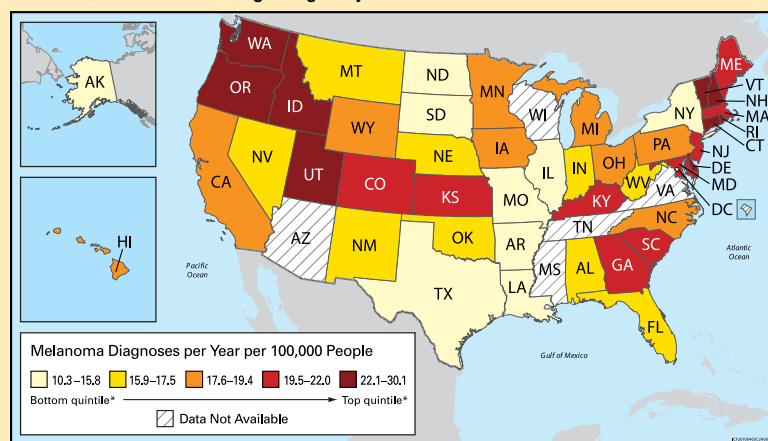 WA
ME
MT
ND
VT
AK
OR
MN
NH
ID
SD
WI
NY
MA
WY
MI
RI
CT
IA
PA
NE
NJ
NV
OH
IL
IN
DE
UT
CA
CO
WV
MD
KS
VA
MO
KY
DC
NC
TN
HI
AZ
OK
NM
AR
SC
Atlantic
Ocean
MS
AL
GA
Pacific
Ocean
LA
TX
FL
Gulf of Mexico
Melanoma Diagnoses per Year per 100,000 People
10.3–15.8 15.9–17.5 17.6–19.4 19.5–22.0 22.1–30.1
Bottom quintile* Top quintile*
Data Not Available